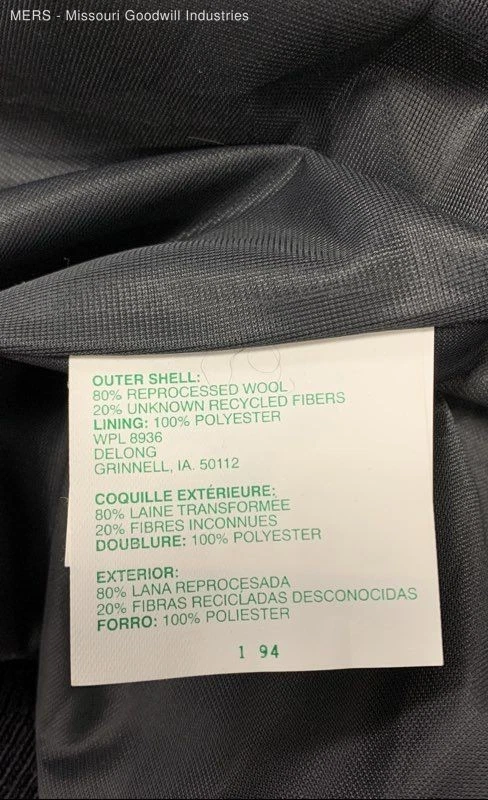 MERS - Missouri Goodwill Industries
OUTER SHELL:
80% REPROCESSED WOOL
20% UNKNOWN RECYCLED FIBERS
LINING: 100% POLYESTER
WPL 8936
DELONG
GRINNELL, IA. 50112
COQUILLE EXTÉRIEURE:
80% LAINE TRANSFORMÉE
20% FIBRES INCONNUES
DOUBLURE: 100% POLYESTER
EXTERIOR:
80% LANA REPROCESADA
20% FIBRAS RECICLADAS DESCONOCIDAS
FORRO: 100% POLIESTER
1 94